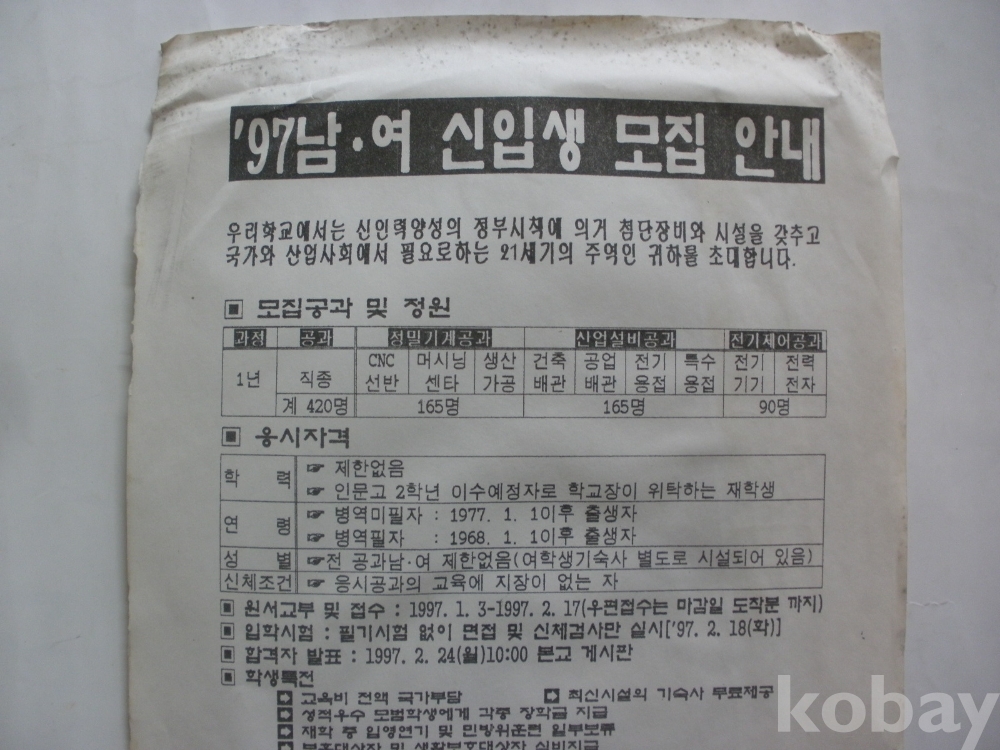 '97남·여 신입생 모집 안내
우리학교에서는 신인력양성의 정부시책에 의거 첨단장비와 시설을 갖추고
국가와 산업사회에서 필요로하는 21세기의 주역인 귀하를 초대합니다.
▣ 모집공과 및 정원
과정 공과 정밀기계공과 산업설비공과 전기제어공과
1년 직종 CNC 머시닝 생산 건축 공업 전기 특수 전기 전력
선반 센타 가공 배관 배관 용접 용접 기기 전자
계 420명 165명 165명 90명
▣ 응시자격
학 력 ☞ 제한없음
☞ 인문고 2학년 이수예정자로 학교장이 위탁하는 재학생
연 령 ☞ 병역미필자 : 1977. 1. 1이후 출생자
☞ 병역필자 : 1968. 1. 1이후 출생자
성 별 ☞전 공과남·여 제한없음(여학생기숙사 별도로 시설되어 있음)
신체조건 ☞ 응시공과의 교육에 지장이 없는 자
▣ 원서교부 및 접수 : 1997. 1. 3-1997. 2. 17(우편접수는 마감일 도착분 까지)
▣ 입학시험 : 필기시험 없이 면접 및 신체검사만 실시['97. 2. 18(화)]
▣ 합격자 발표 : 1997. 2. 24(월)10:00 본교 게시판
▣ 학생특전
교육비 전액 국가부담 최신시설의 기숙사 무료제공
성적우수 모범학생에게 각종 장학금 지급
재학 중 입영연기 및 민방위훈련 일부보류
kobay